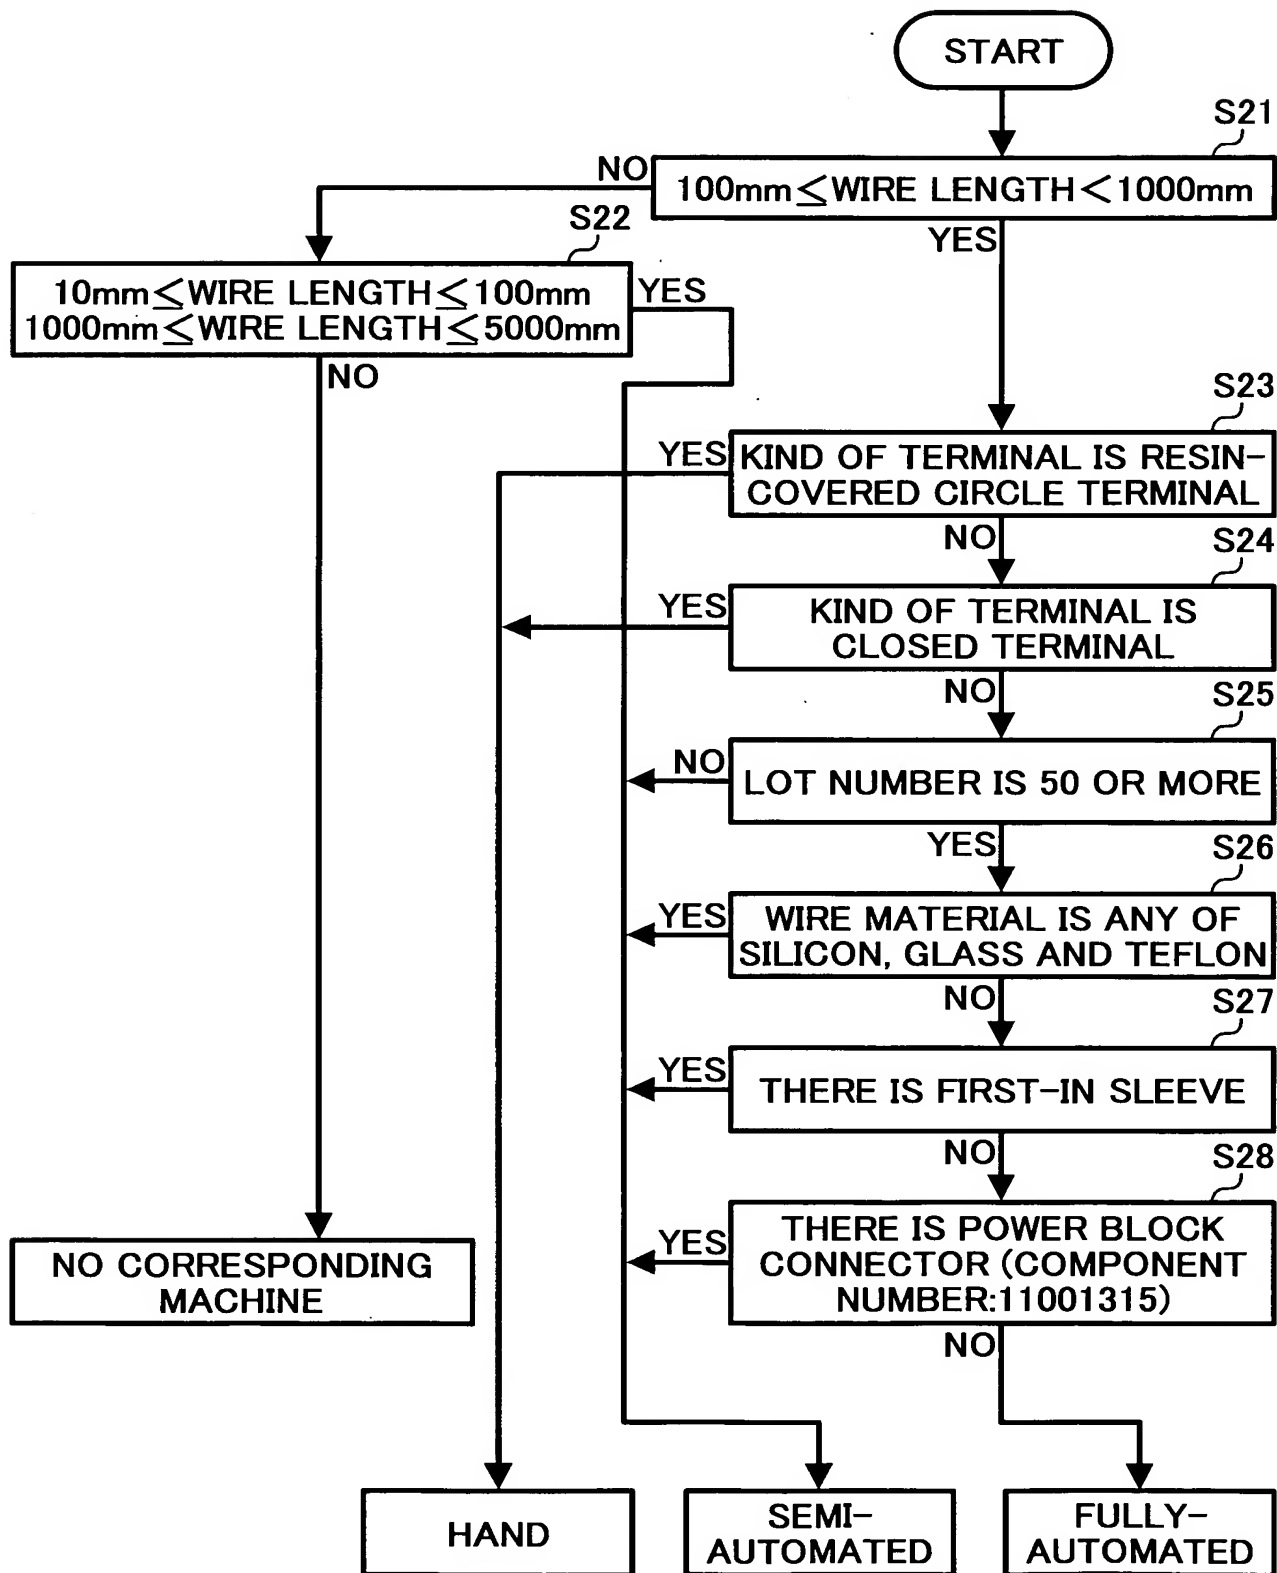 START
S21
NO
100mm≦WIRE LENGTH<1000mm
YES
S22
10mm≦WIRE LENGTH≦100mm
1000mm≦WIRE LENGTH≦5000mm
YES
NO
S23
YES
KIND OF TERMINAL IS RESIN-
COVERED CIRCLE TERMINAL
NO
S24
YES
KIND OF TERMINAL IS
CLOSED TERMINAL
NO
S25
NO
LOT NUMBER IS 50 OR MORE
YES
S26
YES
WIRE MATERIAL IS ANY OF
SILICON, GLASS AND TEFLON
NO
S27
YES
THERE IS FIRST-IN SLEEVE
NO
S28
YES
THERE IS POWER BLOCK
CONNECTOR (COMPONENT
NUMBER:11001315)
NO
NO CORRESPONDING
MACHINE
HAND
SEMI-
AUTOMATED
FULLY-
AUTOMATED